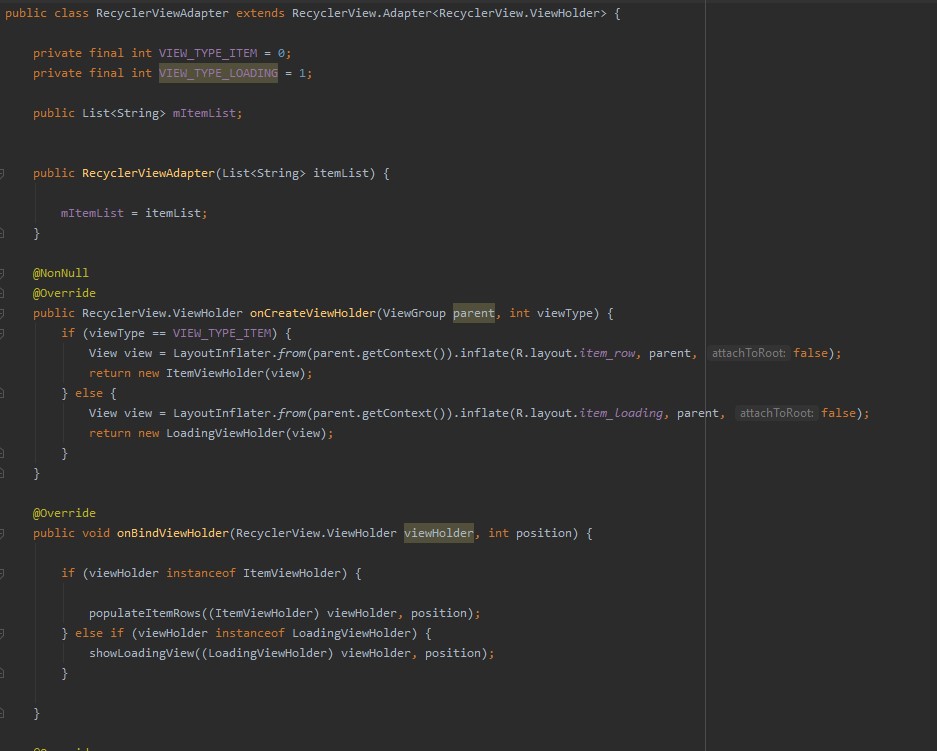 public class RecyclerViewAdapter extends RecyclerView.Adapter<RecyclerView.ViewHolder> {
private final int VIEW_TYPE_ITEM = 0;
private final int VIEW_TYPE_LOADING = 1;
public List<String> mItemList;
public RecyclerViewAdapter(List<String> itemList) {
mItemList = itemList;
}
@NonNull
@Override
public RecyclerView.ViewHolder onCreateViewHolder(ViewGroup parent, int viewType) {
if (viewType == VIEW_TYPE_ITEM) {
View view = LayoutInflater.from(parent.getContext()).inflate(R.layout.item_row, parent, attachToRoot: false);
return new ItemViewHolder(view);
} else {
View view = LayoutInflater.from(parent.getContext()).inflate(R.layout.item_loading, parent, attachToRoot: false);
return new LoadingViewHolder(view);
}
}
@Override
public void onBindViewHolder(RecyclerView.ViewHolder viewHolder, int position) {
if (viewHolder instanceof ItemViewHolder) {
populateItemRows((ItemViewHolder) viewHolder, position);
} else if (viewHolder instanceof LoadingViewHolder) {
showLoadingView((LoadingViewHolder) viewHolder, position);
}
}